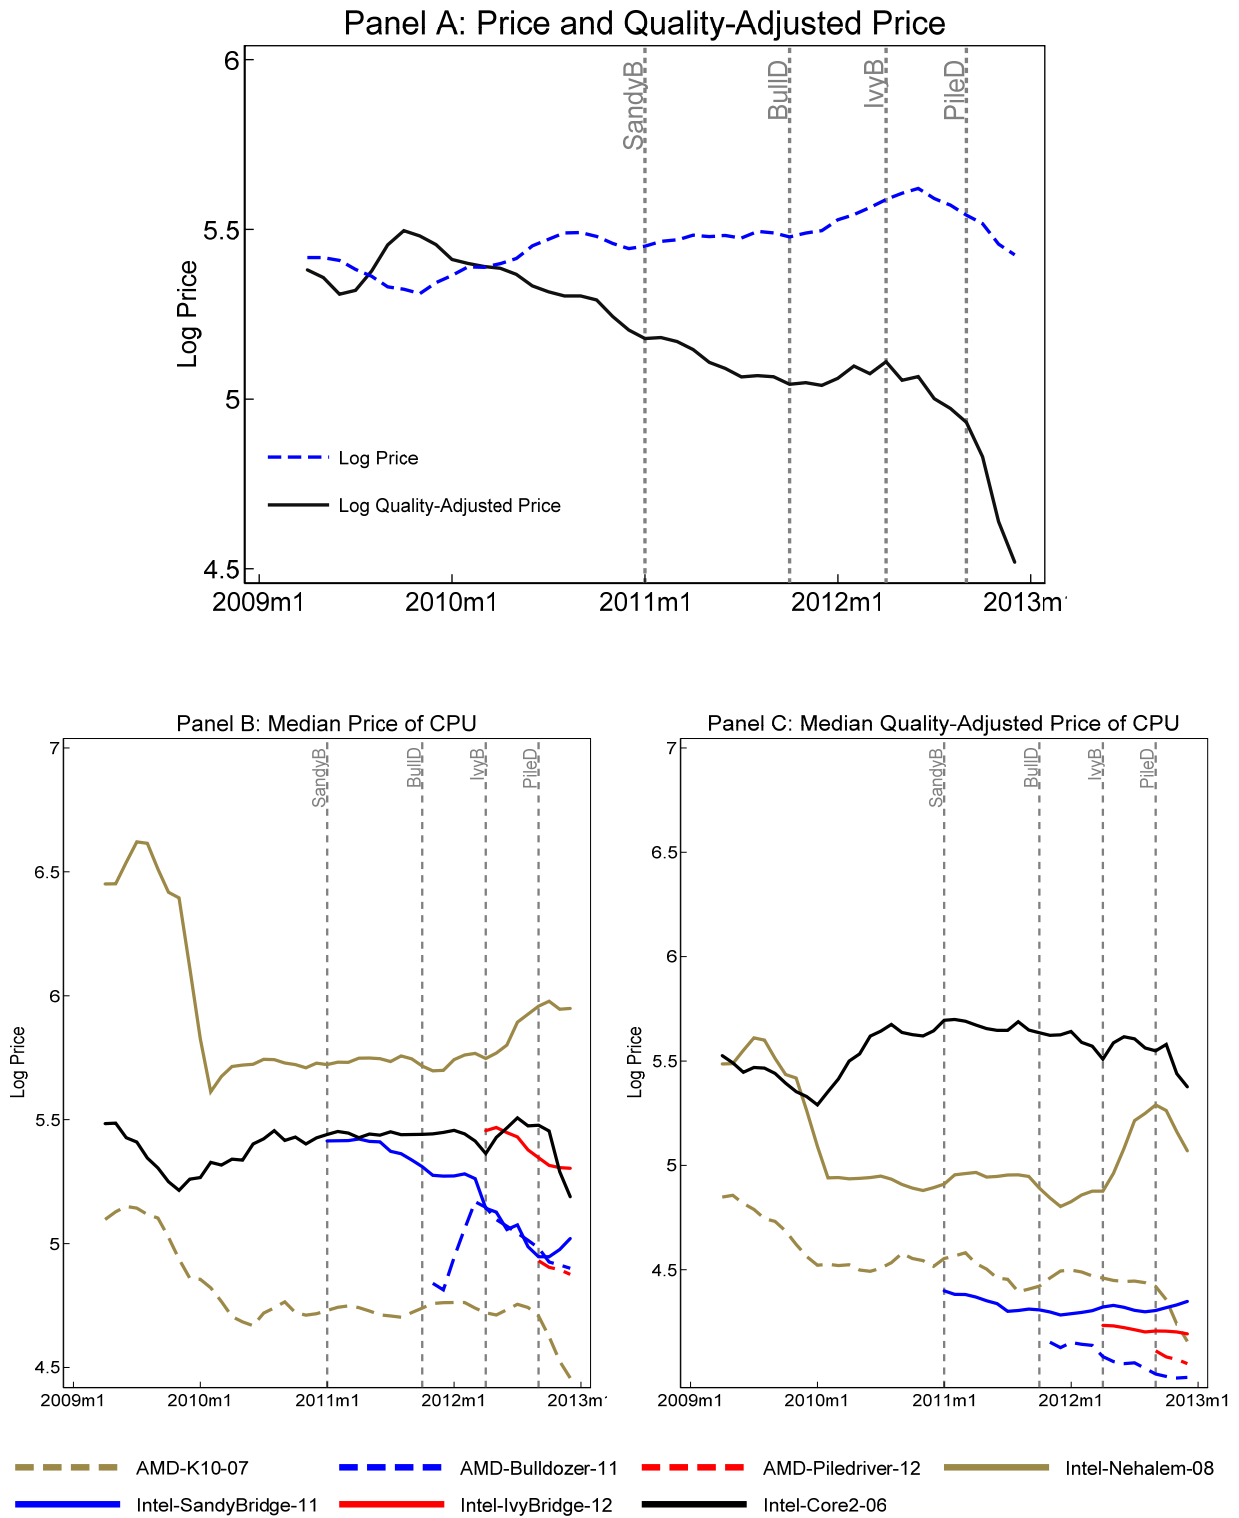 Panel A: Price and Quality-Adjusted Price
6
5.5
5
4.5
Log Price
SandyB
BullD
IvyB
PileD
Log Price
Log Quality-Adjusted Price
2009m1
2010m1
2011m1
2012m1
2013m1
Panel B: Median Price of CPU
7
6.5
6
5.5
5
4.5
Log Price
SandyB
BullD
IvyB
PileD
2009m1
2010m1
2011m1
2012m1
2013m1
Panel C: Median Quality-Adjusted Price of CPU
7
6.5
6
5.5
5
4.5
Log Price
SandyB
BullD
IvyB
PileD
2009m1
2010m1
2011m1
2012m1
2013m1
AMD-K10-07
AMD-Bulldozer-11
AMD-Piledriver-12
Intel-Nehalem-08
Intel-SandyBridge-11
Intel-IvyBridge-12
Intel-Core2-06